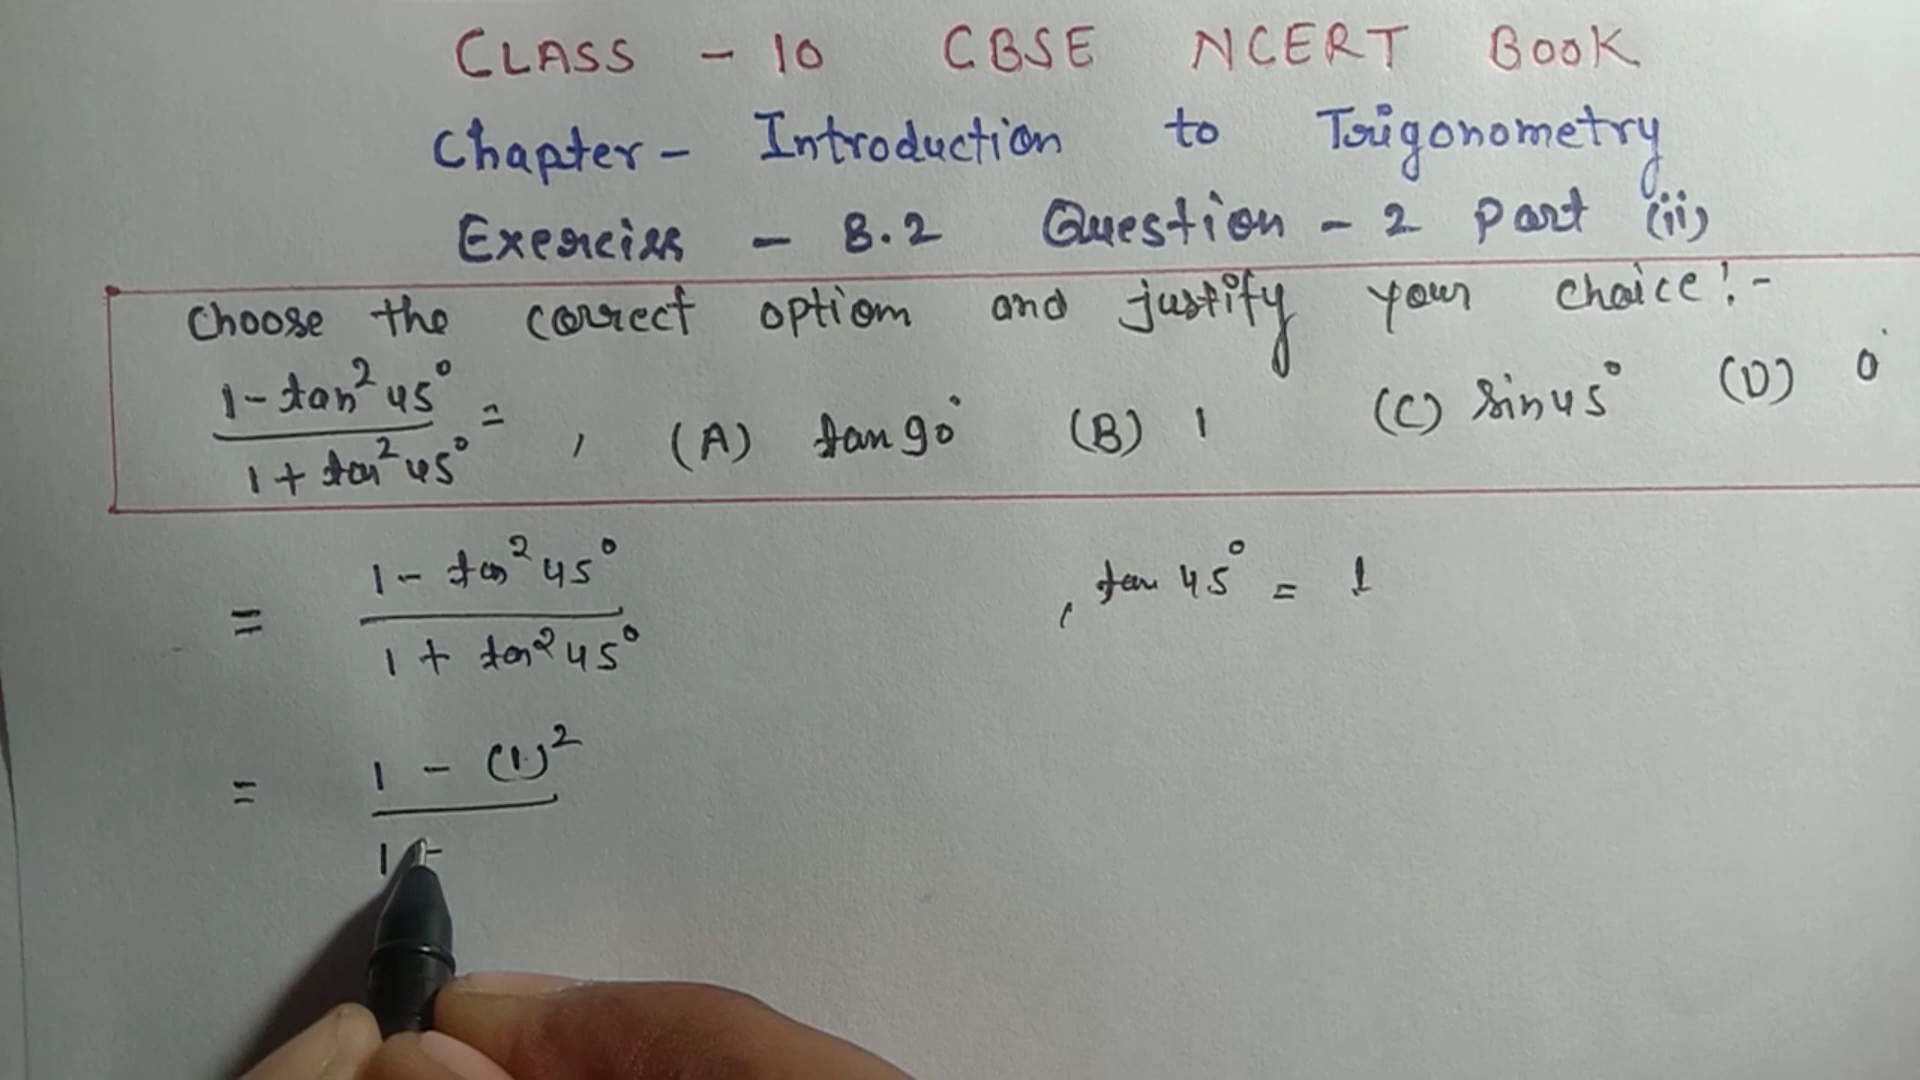 CLASS - 10 CBSE NCERT BOOK
Chapter - Introduction to Trigonometry
Exercise - 8.2 Question - 2 Part (ii)
Choose the correct option and justify your choice:-
1 - tan² 45° / 1 + tan² 45° = , (A) tan 90° (B) 1 (C) sin 45° (D) 0
= 1 - tan² 45° / 1 + tan² 45° , tan 45° = 1
= 1 - (1)² / 1 +